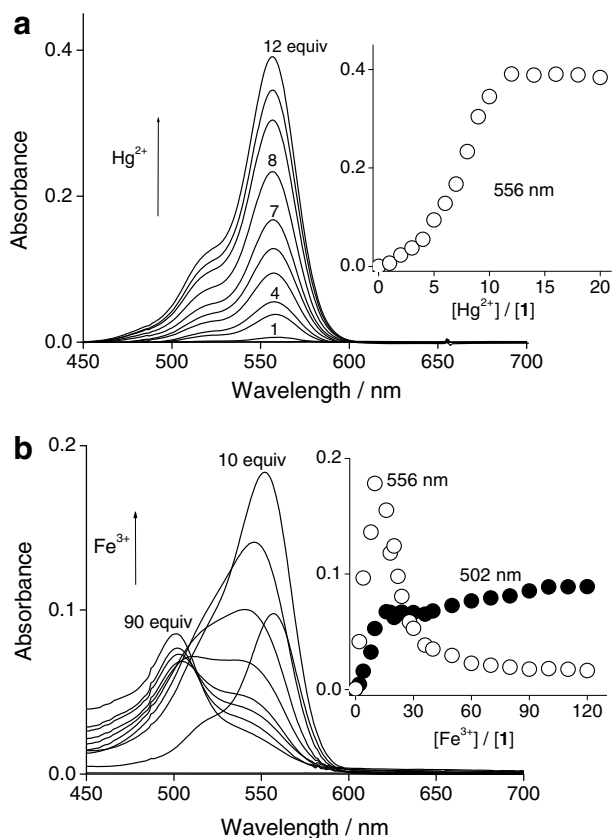 a
0.4
0.2
0.0
Absorbance
Hg²⁺
12 equiv
8
7
4
1
450 500 550 600 650 700
Wavelength / nm
0.4
0.2
0.0
556 nm
0 5 10 15 20
[Hg²⁺] / [1]
b
0.2
0.1
0.0
Absorbance
Fe³⁺
10 equiv
90 equiv
450 500 550 600 650 700
Wavelength / nm
0.2
0.1
0.0
556 nm
502 nm
0 30 60 90 120
[Fe³⁺] / [1]